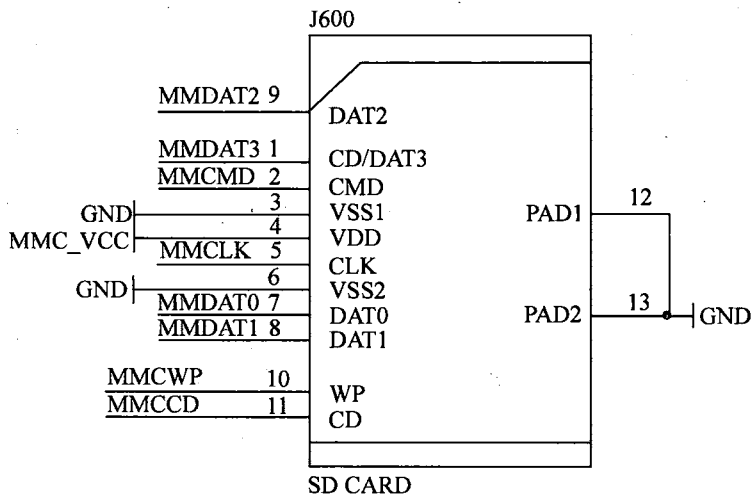 J600
MMDAT2 9
DAT2
MMDAT3 1
CD/DAT3
MMCMD 2
CMD
GND 3
VSS1
PAD1
12
MMC_VCC 4
VDD
MMCLK 5
CLK
GND 6
VSS2
MMDAT0 7
DAT0
PAD2
13
GND
MMDAT1 8
DAT1
MMCWP 10
WP
MMCCD 11
CD
SD CARD